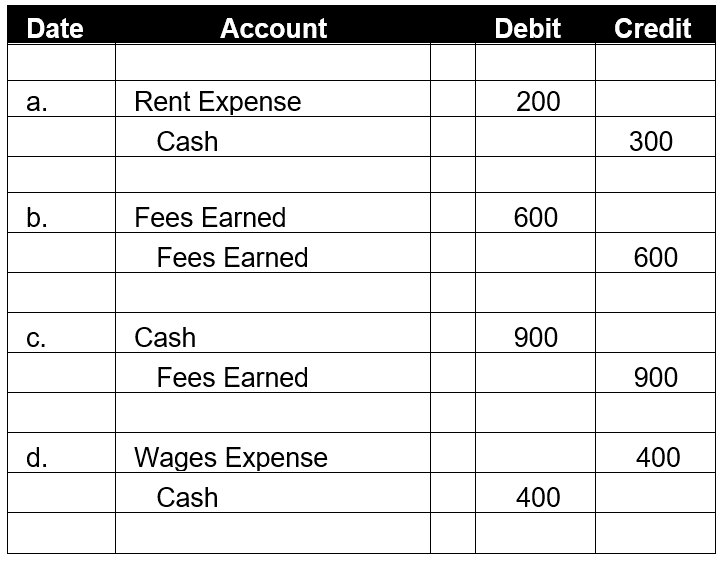 Date Account Debit Credit
a. Rent Expense 200
Cash 300
b. Fees Earned 600
Fees Earned 600
c. Cash 900
Fees Earned 900
d. Wages Expense 400
Cash 400